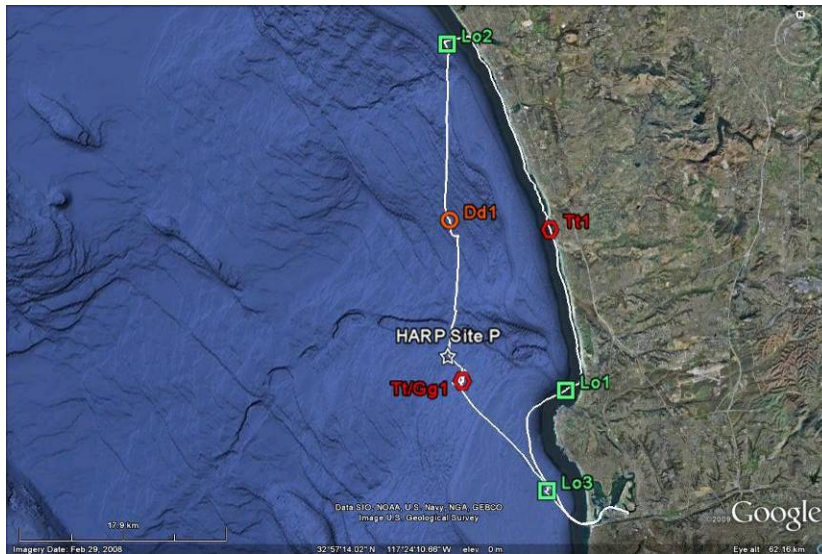 N
Lo2
Dd1
Tt1
HARP Site P
Tt/Gg1
Lo1
Lo3
Data SIO, NOAA, U.S. Navy, NGA, GEBCO
Image U.S. Geological Survey
©2009 Google
17.9 km
Imagery Date: Feb 29, 2008
32°57'14.02" N 117°24'10.66" W elev 0 m
Eye alt 62.16 km